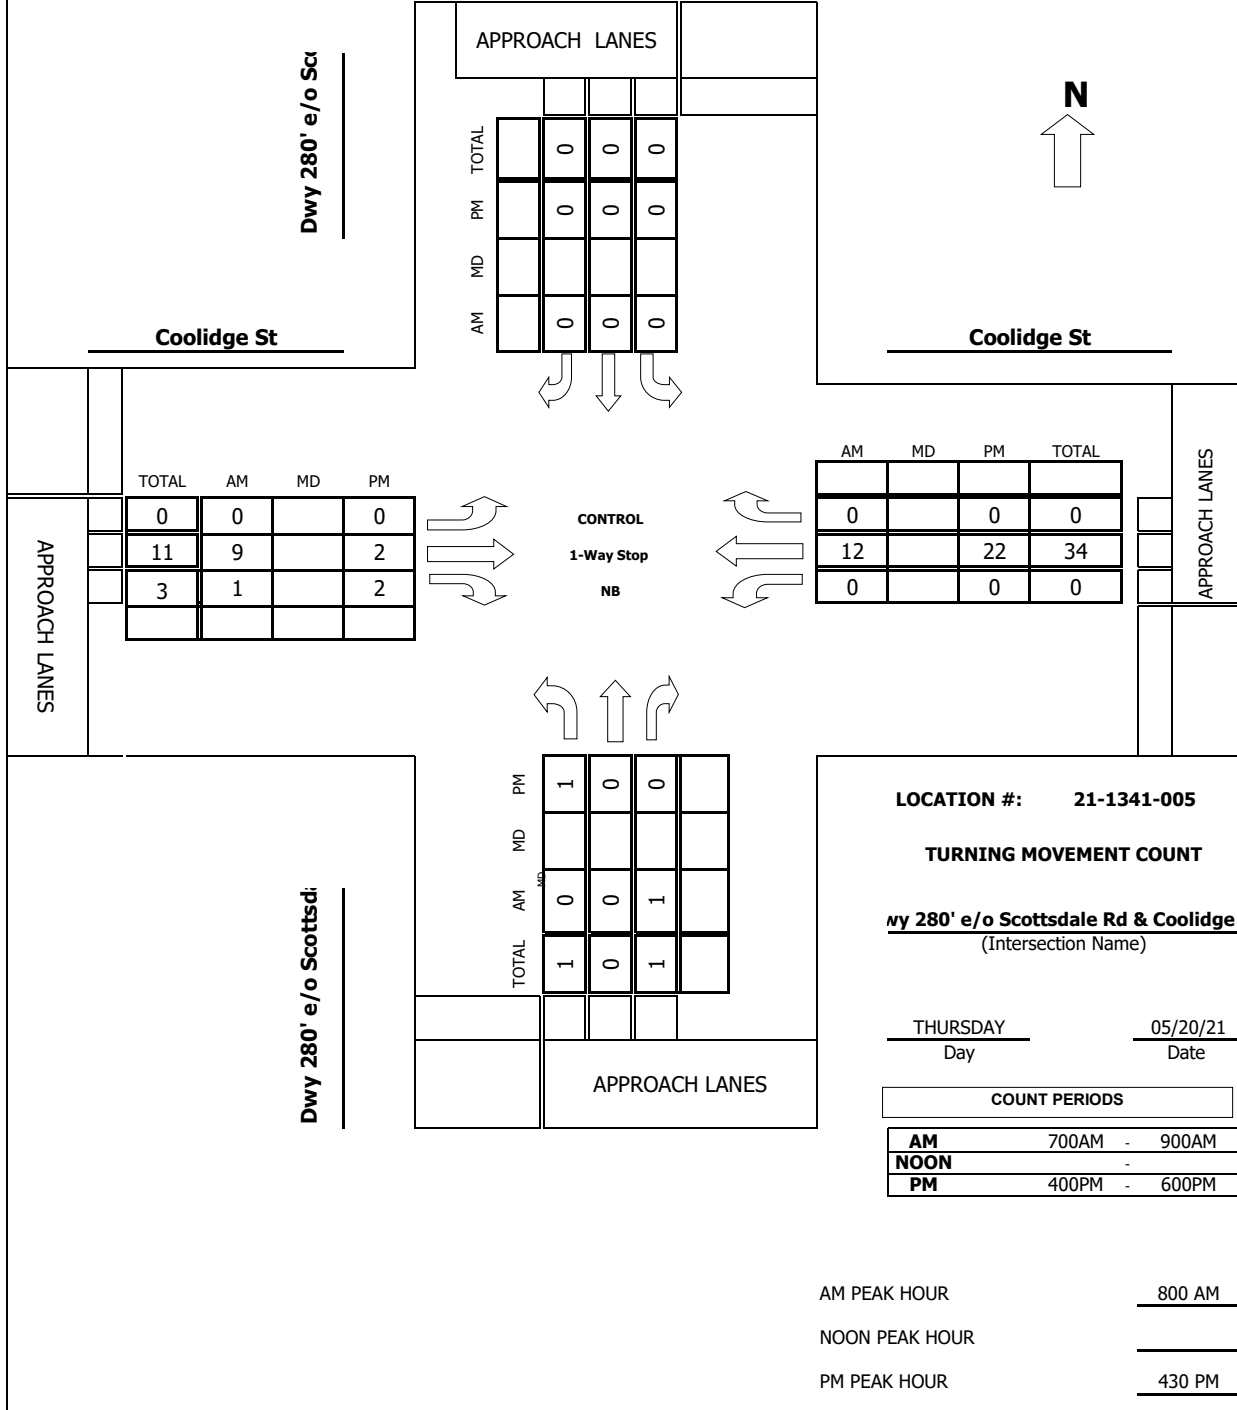 APPROACH LANES
Dwy 280' e/o Sc
N
TOTAL
0 0 0
PM
0 0 0
MD
AM
0 0 0
Coolidge St
Coolidge St
AM MD PM TOTAL
0 0 0
12 22 34
0 0 0
APPROACH LANES
TOTAL AM MD PM
0 0 0
11 9 2
3 1 2
APPROACH LANES
CONTROL
1-Way Stop
NB
PM
1 0 0
MD
MD
AM
0 0 1
TOTAL
1 0 1
APPROACH LANES
Dwy 280' e/o Scottsd
LOCATION #: 21-1341-005
TURNING MOVEMENT COUNT
wy 280' e/o Scottsdale Rd & Coolidge
(Intersection Name)
THURSDAY 05/20/21
Day Date
COUNT PERIODS
AM 700AM - 900AM
NOON -
PM 400PM - 600PM
AM PEAK HOUR 800 AM
NOON PEAK HOUR
PM PEAK HOUR 430 PM